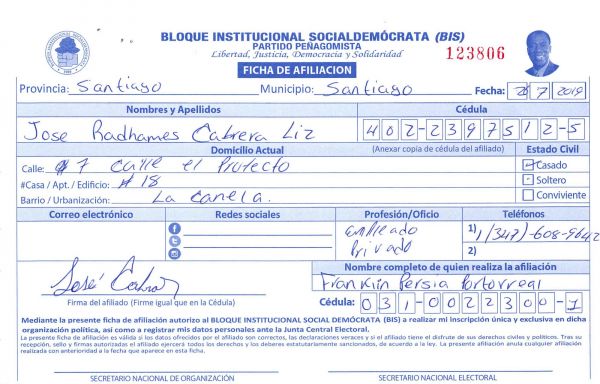 BLOQUE INSTITUCIONAL SOCIALDEMÓCRATA (BIS)
PARTIDO PEÑAGOMISTA
Libertad, Justicia, Democracia y Solidaridad
123806
FICHA DE AFILIACION
Provincia: Santiago Municipio: Santiago Fecha: 28 7 2019
Nombres y Apellidos Cédula
Jose Radhames Cabrera Liz 402-2397512-5
Domicilio Actual (Anexar copia de cédula del afiliado) Estado Civil
Calle: #7 calle el Proyecto Casado
#Casa / Apt. / Edificio: #18 Soltero
Barrio / Urbanización: La canela. Conviviente
Correo electrónico Redes sociales Profesión/Oficio Teléfonos
empleado 1) 1(347)-608-9642
Privado 2)
José Cabrera
Nombre completo de quien realiza la afiliación
Franklin Persia Portorreal
Firma del afiliado (Firme igual que en la Cédula) Cédula: 031-0022300-1
Mediante la presente ficha de afiliación autorizo al BLOQUE INSTITUCIONAL SOCIAL DEMÓCRATA (BIS) a realizar mi inscripción única y exclusiva en dicha
organización política, así como a registrar mis datos personales ante la Junta Central Electoral.
La presente ficha de afiliación es válida si los datos ofrecidos por el afiliado son correctos, las declaraciones veraces y si el afiliado tiene el disfrute de sus derechos civiles y políticos. Tras su
recepción, sello y firmas autorizadas el afiliado ejercerá todos los derechos y los deberes estatutariamente sancionados, de acuerdo a la ley. La presente afiliación anula cualquier afiliación
realizada con anterioridad a la fecha que aparece en esta ficha.
SECRETARIO NACIONAL DE ORGANIZACIÓN SECRETARIO NACIONAL ELECTORAL